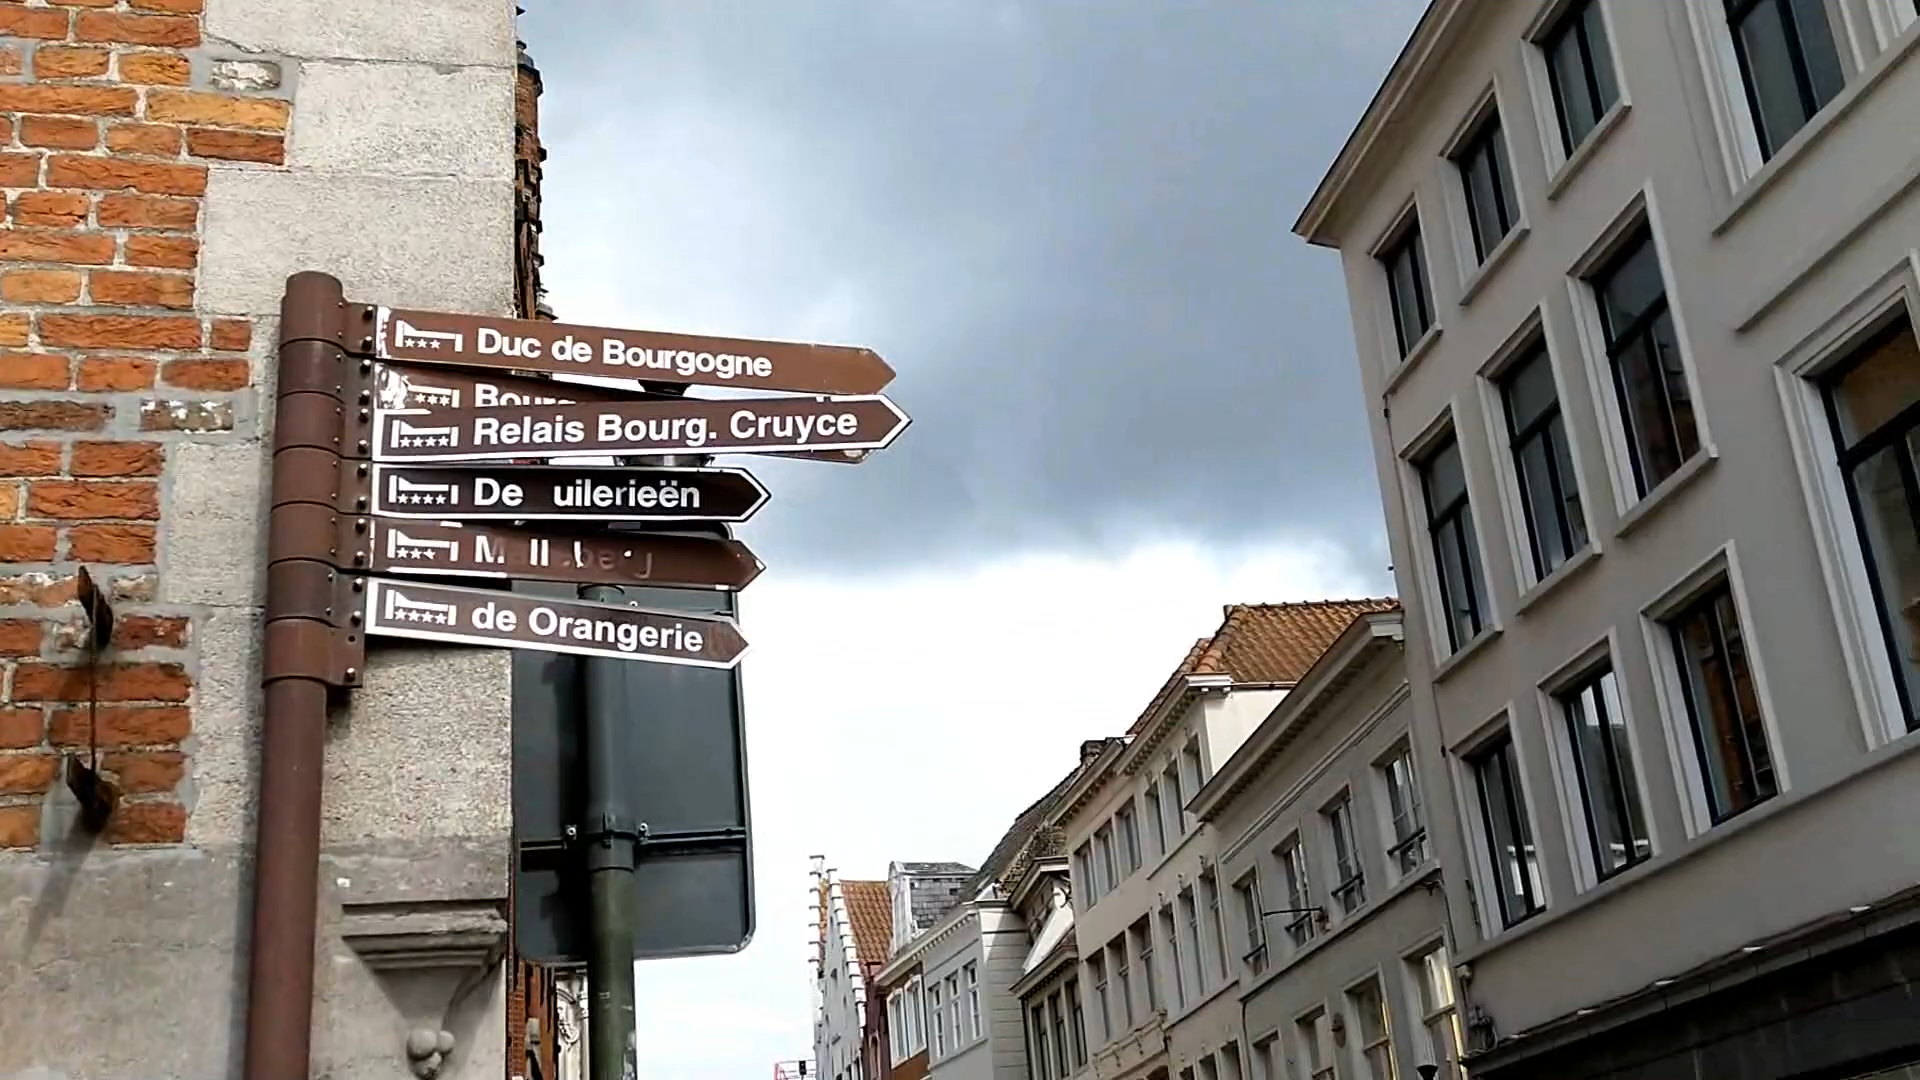 Duc de Bourgogne
Relais Bourg. Cruyce
De uilerieën
de Orangerie